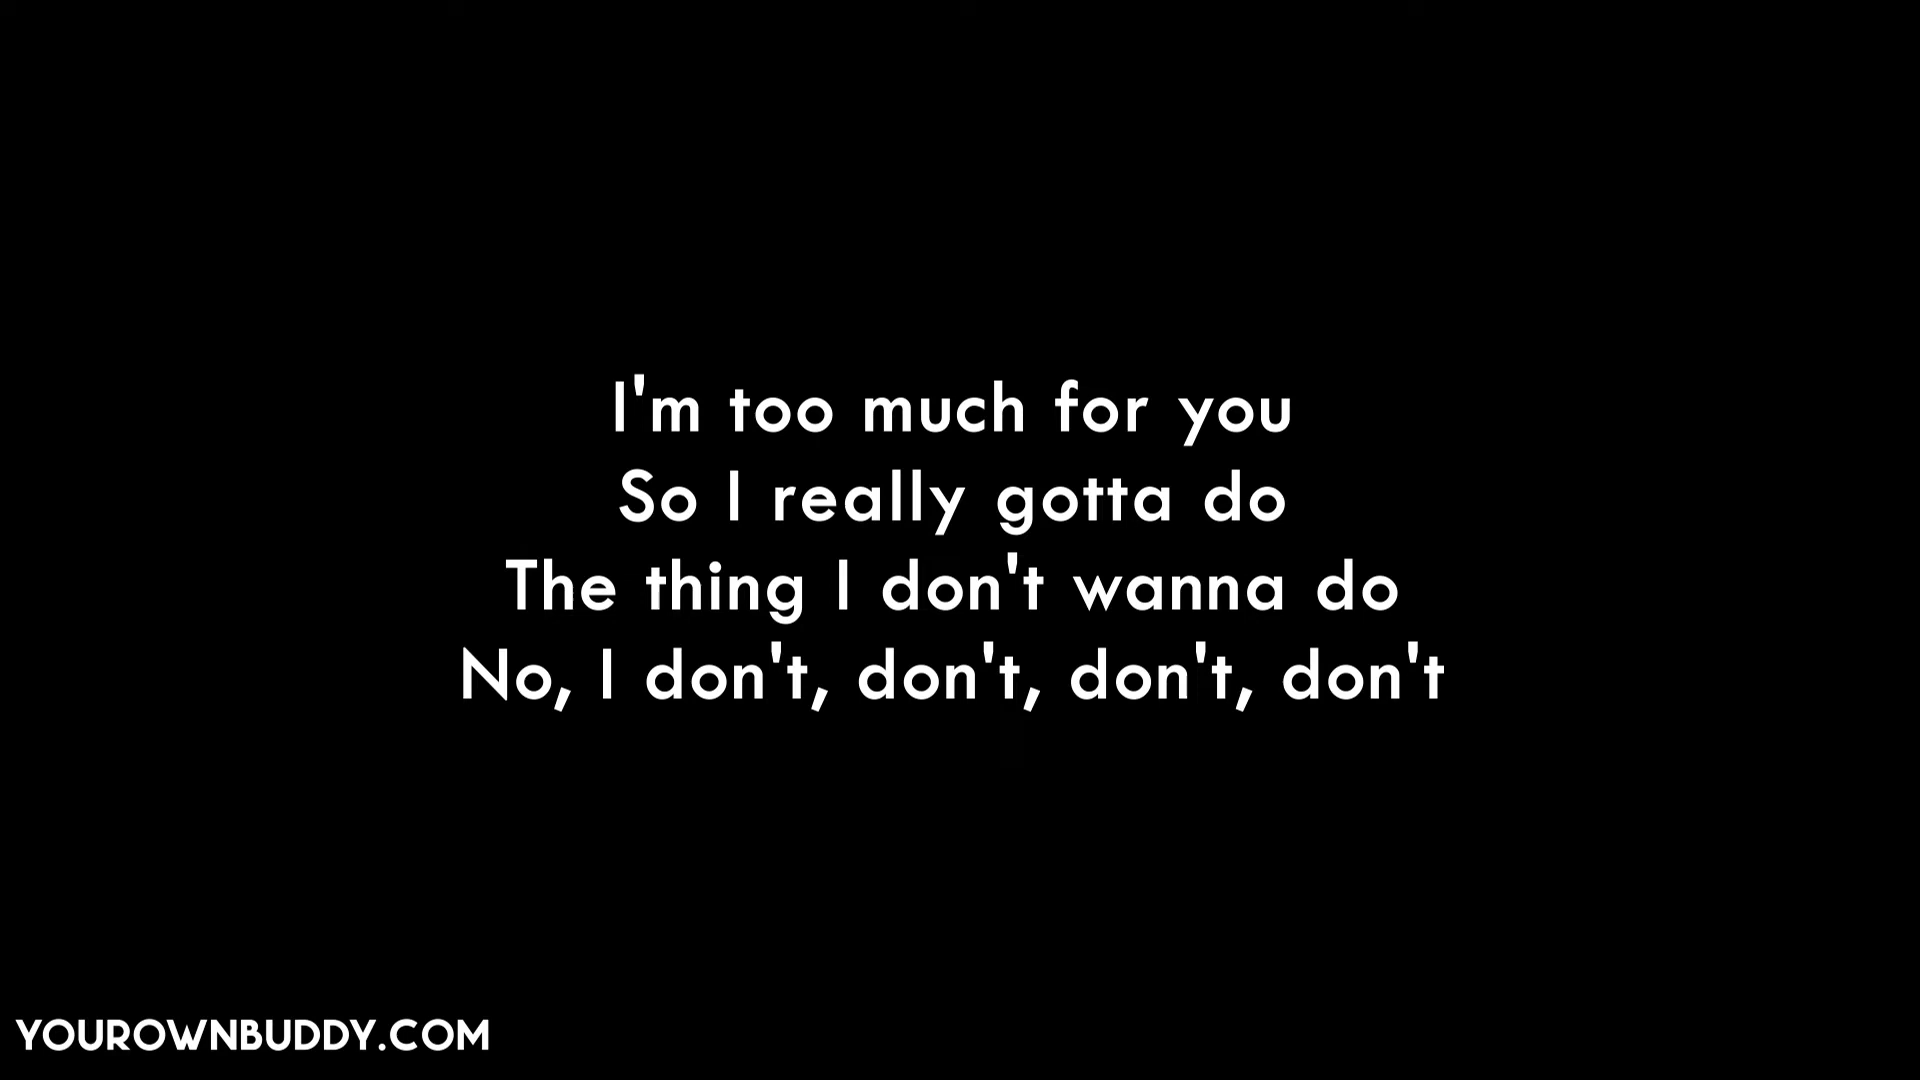 I'm too much for you
So I really gotta do
The thing I don't wanna do
No, I don't, don't, don't, don't
YOUROWNBUDDY.COM